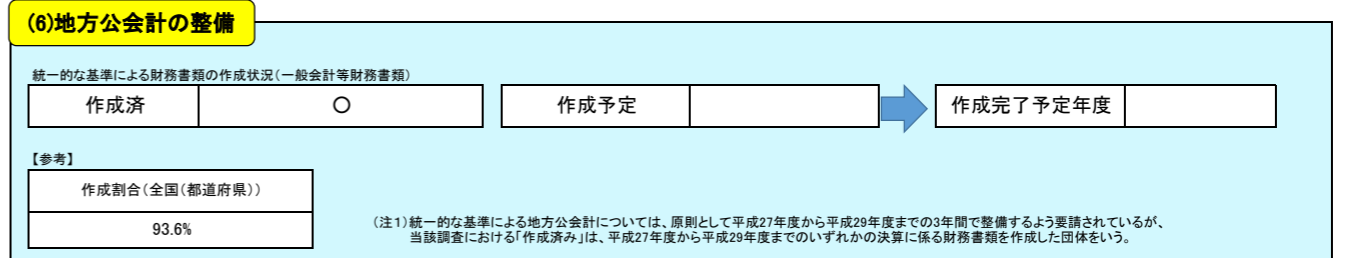 (6)地方公会計の整備
統一的な基準による財務書類の作成状況(一般会計等財務書類)
作成済 ○ 作成予定 作成完了予定年度
【参考】
作成割合(全国(都道府県))
93.6%
(注1)統一的な基準による地方公会計については、原則として平成27年度から平成29年度までの3年間で整備するよう要請されているが、
当該調査における「作成済み」は、平成27年度から平成29年度までのいずれかの決算に係る財務書類を作成した団体をいう。